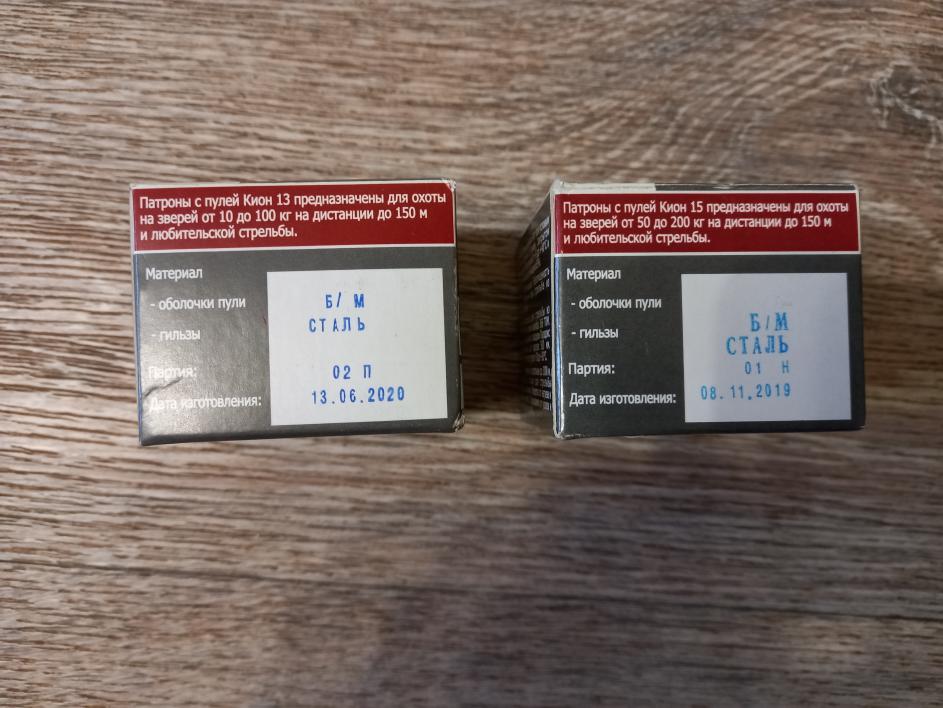 Патроны с пулей Кион 13 предназначены для охоты
на зверей от 10 до 100 кг на дистанции до 150 м
и любительской стрельбы.
Материал
- оболочки пули Б/М
- гильзы СТАЛЬ
Партия: 02 П
Дата изготовления: 13.06.2020
Патроны с пулей Кион 15 предназначены для охоты
на зверей от 50 до 200 кг на дистанции до 150 м
и любительской стрельбы.
Материал
- оболочки пули Б/М
- гильзы СТАЛЬ
Партия: 01 Н
Дата изготовления: 08.11.2019